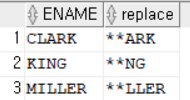 ENAME replace
1 CLARK **ARK
2 KING **NG
3 MILLER **LLER